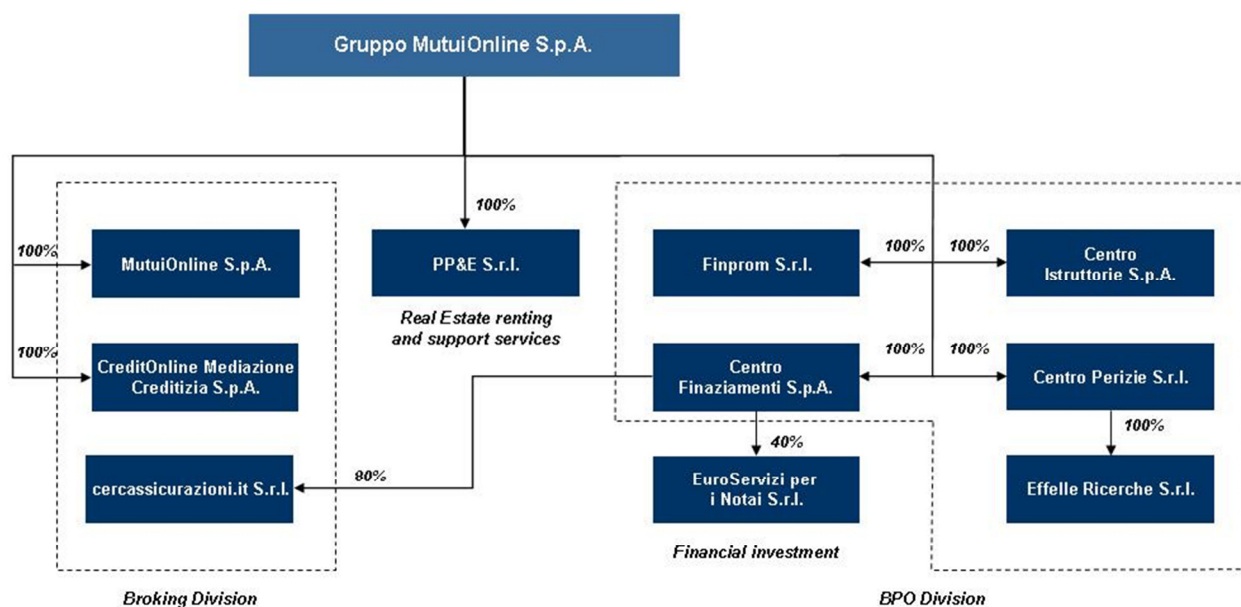 Gruppo MutuiOnline S.p.A.
100%
100%
MutuiOnline S.p.A.
PP&E S.r.l.
Finprom S.r.l.
100%
100%
Centro
Istruttorie S.p.A.
Real Estate renting
and support services
100%
CreditOnline Mediazione
Creditizia S.p.A.
Centro
Finaziamenti S.p.A.
100%
100%
Centro Perizie S.r.l.
40%
100%
cercassicurazioni.it S.r.l.
80%
EuroServizi per
i Notai S.r.l.
Effelle Ricerche S.r.l.
Financial investment
Broking Division
BPO Division